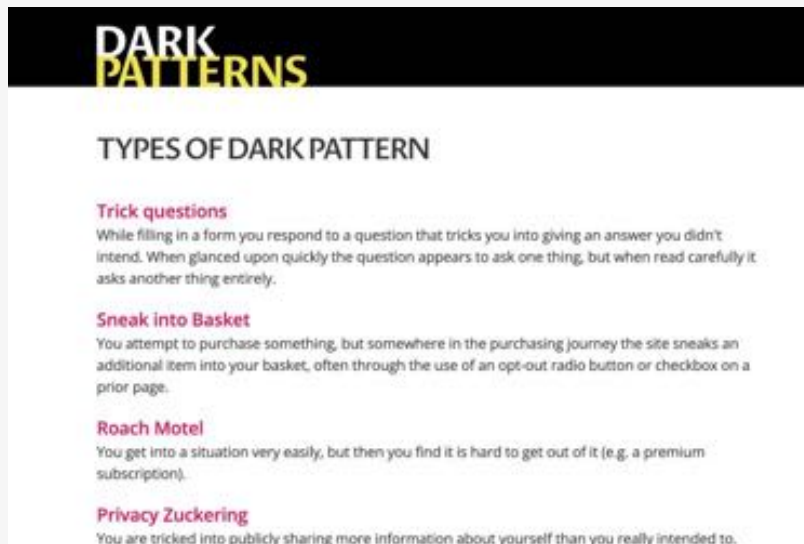 DARK
PATTERNS
TYPES OF DARK PATTERN
Trick questions
While filling in a form you respond to a question that tricks you into giving an answer you didn't
intend. When glanced upon quickly the question appears to ask one thing, but when read carefully it
asks another thing entirely.
Sneak into Basket
You attempt to purchase something, but somewhere in the purchasing journey the site sneaks an
additional item into your basket, often through the use of an opt-out radio button or checkbox on a
prior page.
Roach Motel
You get into a situation very easily, but then you find it is hard to get out of it (e.g. a premium
subscription).
Privacy Zuckering
You are tricked into publicly sharing more information about yourself than you really intended to.